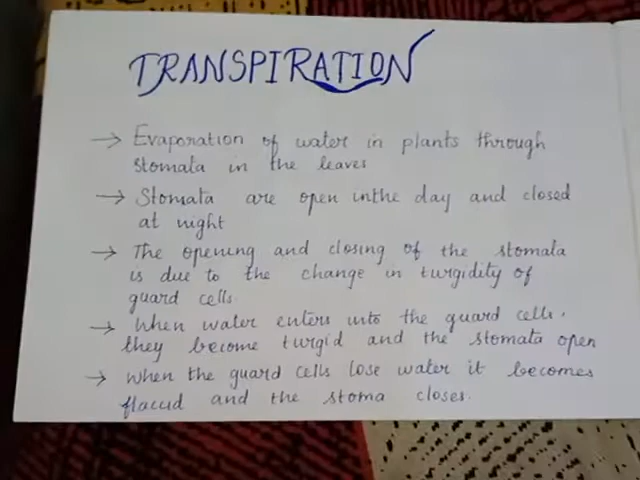 TRANSPIRATION
→ Evaporation of water in plants through
stomata in the leaves
→ Stomata are open inthe day and closed
at night
→ The opening and closing of the stomata
is due to the change in turgidity of
guard cells.
→ When water enters into the guard cells,
they become turgid and the stomata open
→ when the guard cells lose water it becomes
flaccid and the stoma closes.